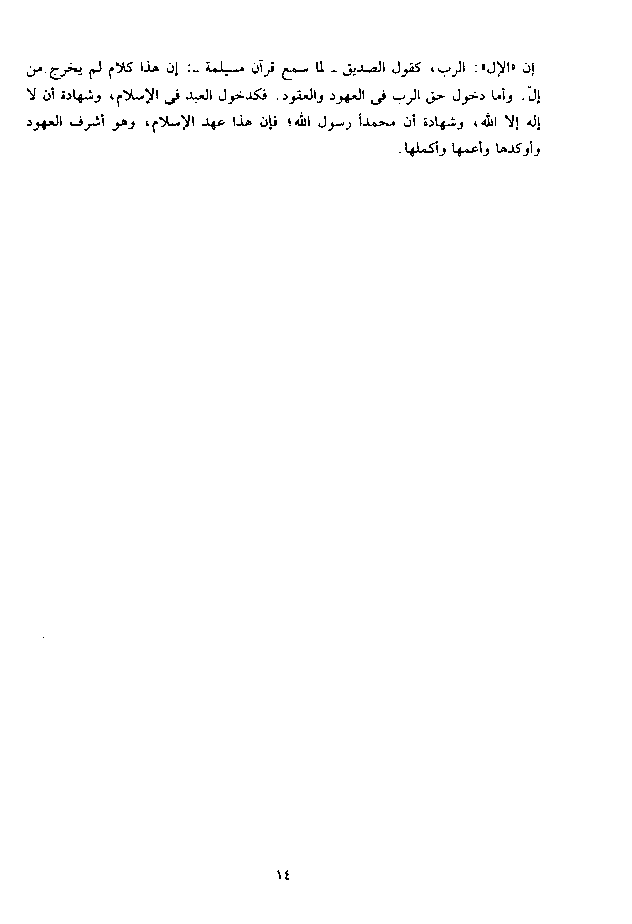 إن «الإل»: الرب، كقول الصديق ـ لما سمع قرآن مسيلمة ـ: إن هذا كلام لم يخرج من
إلّ. وأما دخول حق الرب فى العهود والعقود. فكدخول العبد فى الإسلام، وشهادة أن لا
إله إلا الله، وشهادة أن محمداً رسول الله؛ فإن هذا عهد الإسلام، وهو أشرف العهود
وأوكدها وأعمها وأكملها.
١٤